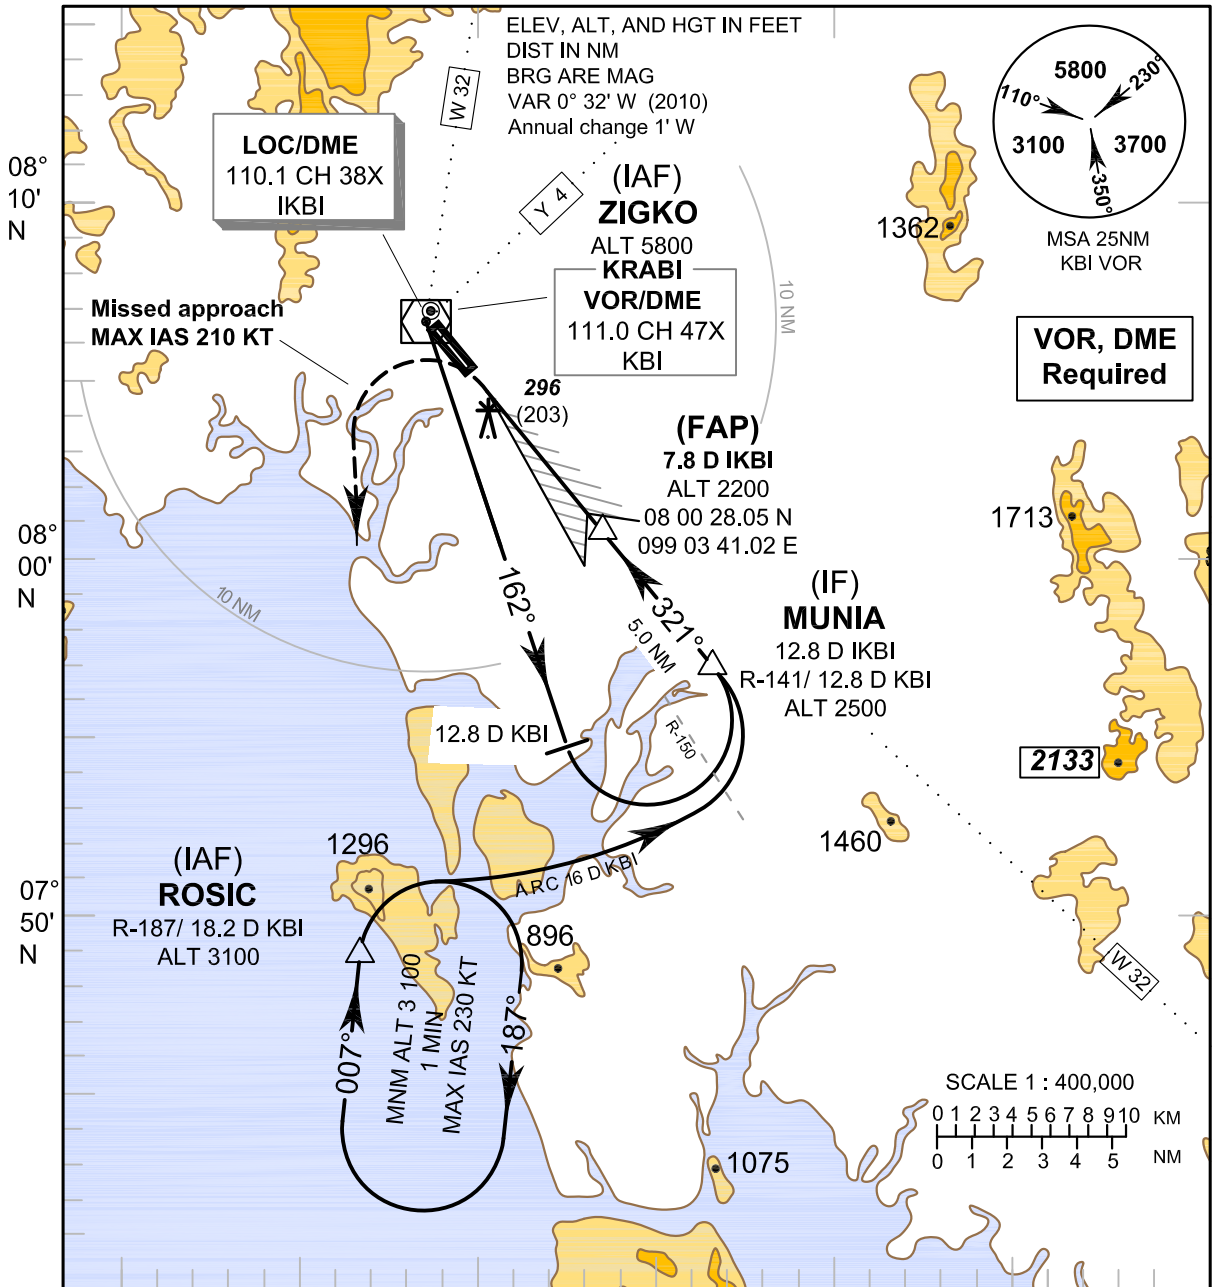 ELEV, ALT, AND HGT IN FEET
DIST IN NM
BRG ARE MAG
VAR 0° 32' W (2010)
Annual change 1' W
W 32
Y 4
LOC/DME
110.1 CH 38X
IKBI
(IAF)
ZIGKO
ALT 5800
KRABI
VOR/DME
111.0 CH 47X
KBI
5800
110°
230°
3100
3700
350°
MSA 25NM
KBI VOR
VOR, DME
Required
08°
10'
N
1362
10 NM
Missed approach
MAX IAS 210 KT
296
(203)
(FAP)
7.8 D IKBI
ALT 2200
08 00 28.05 N
099 03 41.02 E
1713
08°
00'
N
10 NM
162°
321°
5.0 NM
(IF)
MUNIA
12.8 D IKBI
R-141/ 12.8 D KBI
ALT 2500
12.8 D KBI
R-150
2133
1460
1296
(IAF)
ROSIC
R-187/ 18.2 D KBI
ALT 3100
ARC 16 D KBI
07°
50'
N
896
W 32
007°
MNM ALT 3 100
1 MIN
MAX IAS 230 KT
187°
SCALE 1 : 400,000
0 1 2 3 4 5 6 7 8 9 10 KM
0 1 2 3 4 5 NM
1075